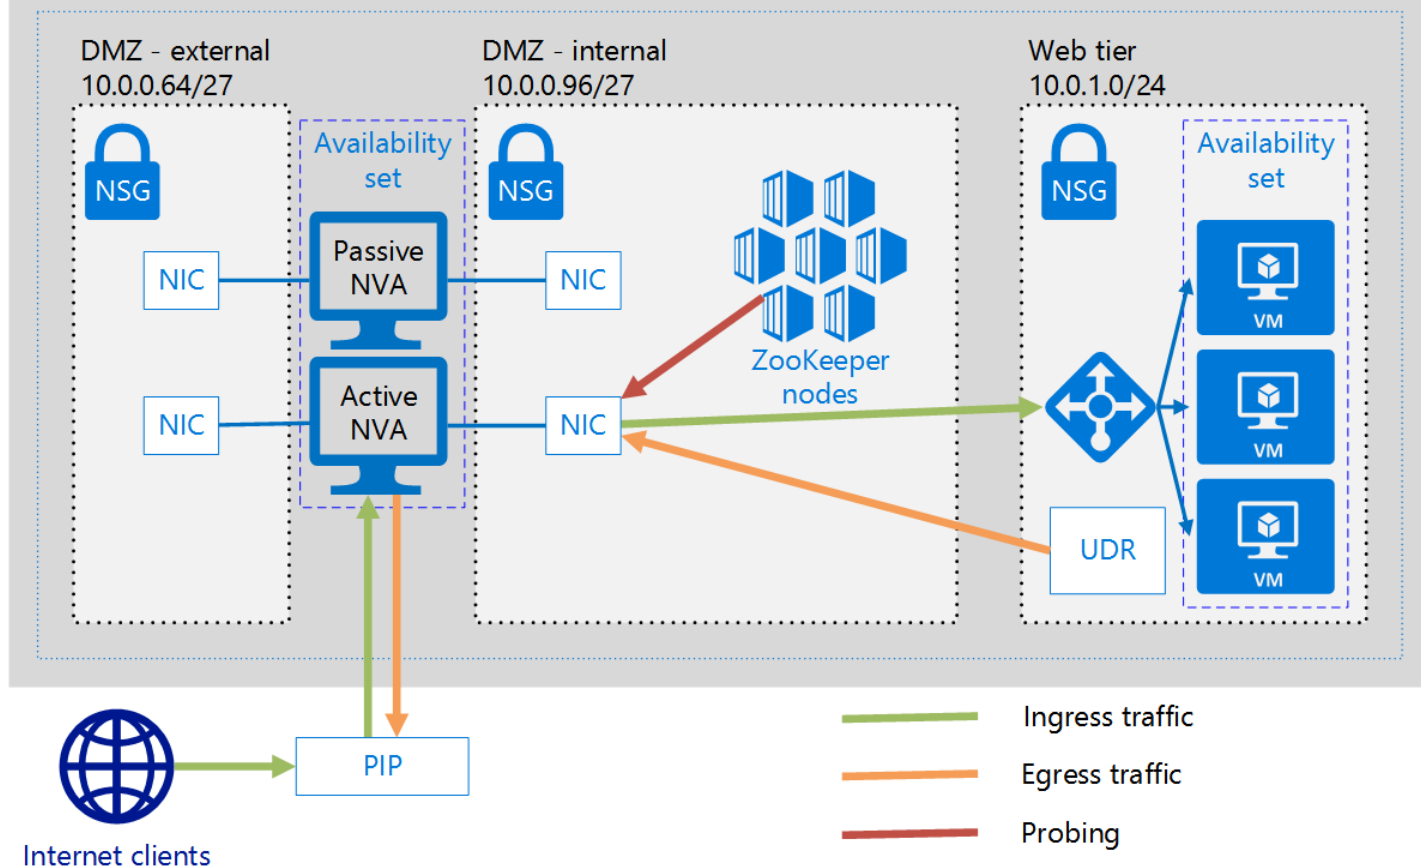 DMZ - external
10.0.0.64/27
DMZ - internal
10.0.0.96/27
Web tier
10.0.1.0/24
NSG
Availability
set
NSG
NSG
Availability
set
Passive
NVA
NIC
NIC
VM
ZooKeeper
nodes
Active
NVA
NIC
NIC
VM
UDR
VM
PIP
Internet clients
Ingress traffic
Egress traffic
Probing